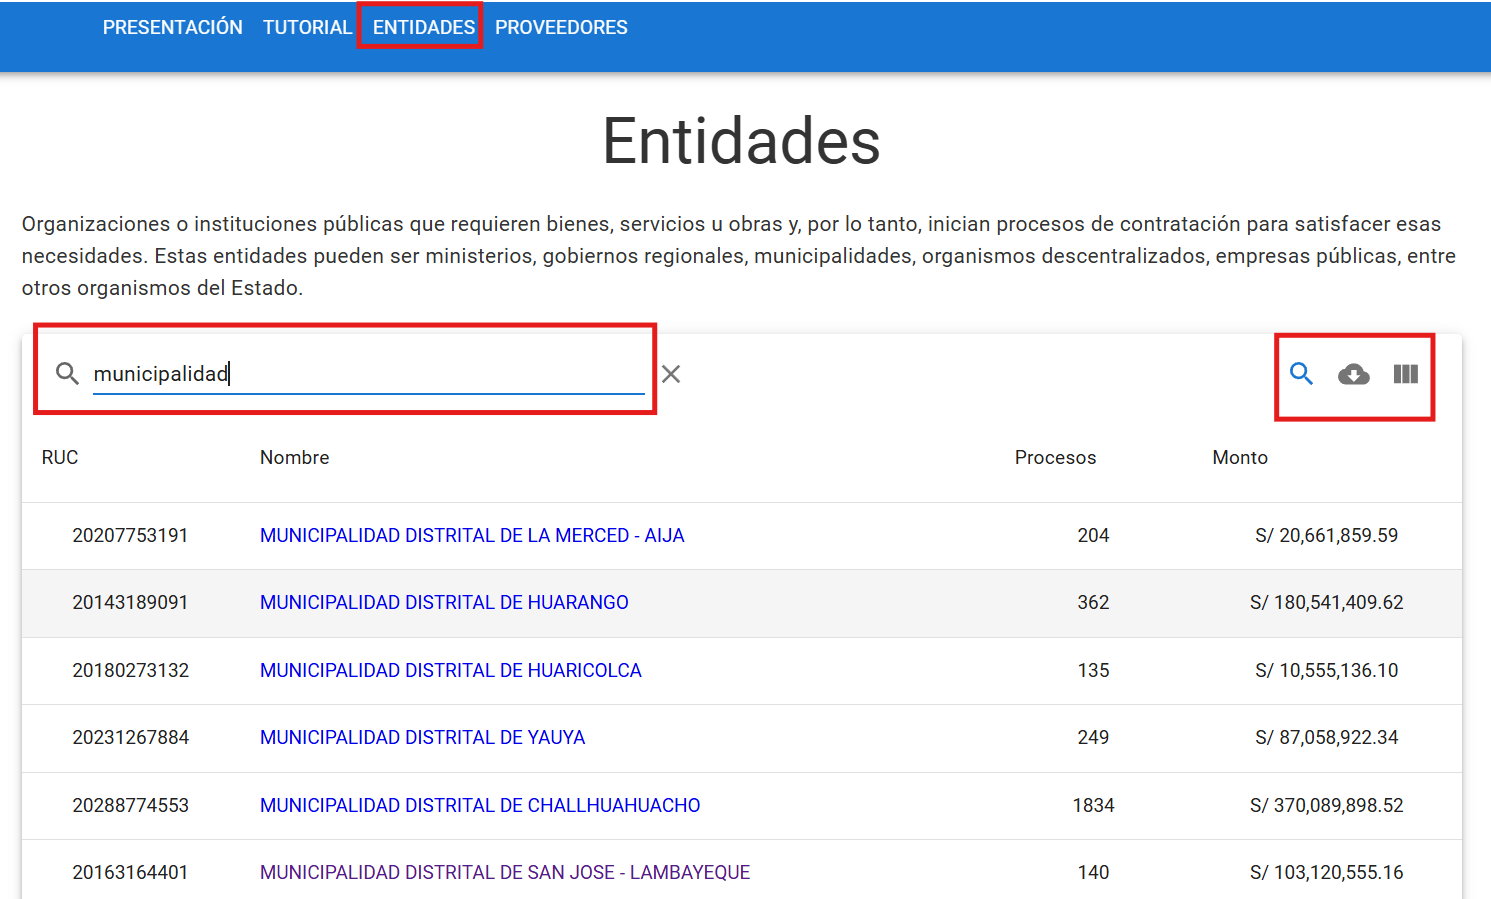 PRESENTACIÓN TUTORIAL ENTIDADES PROVEEDORES
Entidades
Organizaciones o instituciones públicas que requieren bienes, servicios u obras y, por lo tanto, inician procesos de contratación para satisfacer esas
necesidades. Estas entidades pueden ser ministerios, gobiernos regionales, municipalidades, organismos descentralizados, empresas públicas, entre
otros organismos del Estado.
municipalidad
RUC Nombre Procesos Monto
20207753191 MUNICIPALIDAD DISTRITAL DE LA MERCED - AIJA 204 S/ 20,661,859.59
20143189091 MUNICIPALIDAD DISTRITAL DE HUARANGO 362 S/ 180,541,409.62
20180273132 MUNICIPALIDAD DISTRITAL DE HUARICOLCA 135 S/ 10,555,136.10
20231267884 MUNICIPALIDAD DISTRITAL DE YAUYA 249 S/ 87,058,922.34
20288774553 MUNICIPALIDAD DISTRITAL DE CHALLHUAHUACHO 1834 S/ 370,089,898.52
20163164401 MUNICIPALIDAD DISTRITAL DE SAN JOSE - LAMBAYEQUE 140 S/ 103,120,555.16